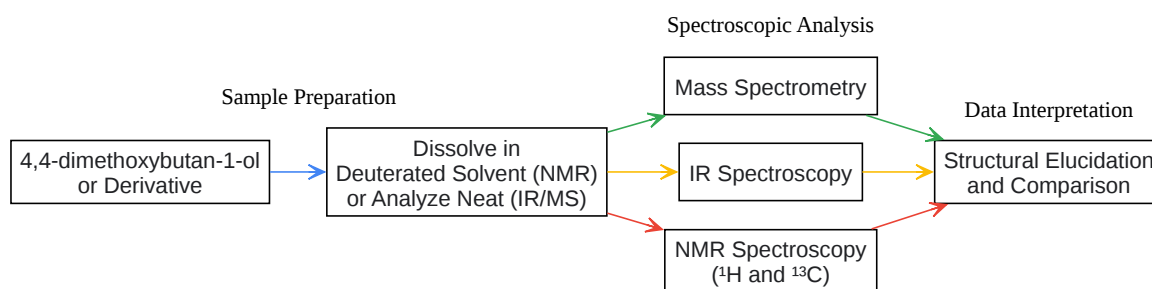 Spectroscopic Analysis
Mass Spectrometry
Sample Preparation
Data Interpretation
4,4-dimethoxybutan-1-ol
or Derivative
Dissolve in
Deuterated Solvent (NMR)
or Analyze Neat (IR/MS)
IR Spectroscopy
Structural Elucidation
and Comparison
NMR Spectroscopy
(¹H and ¹³C)